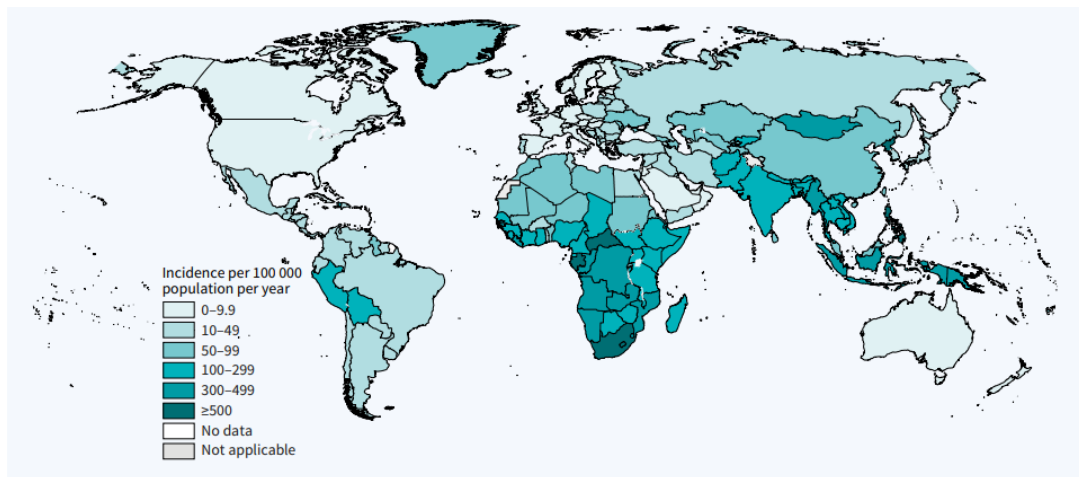 Incidence per 100 000
population per year
0–9.9
10–49
50–99
100–299
300–499
≥500
No data
Not applicable